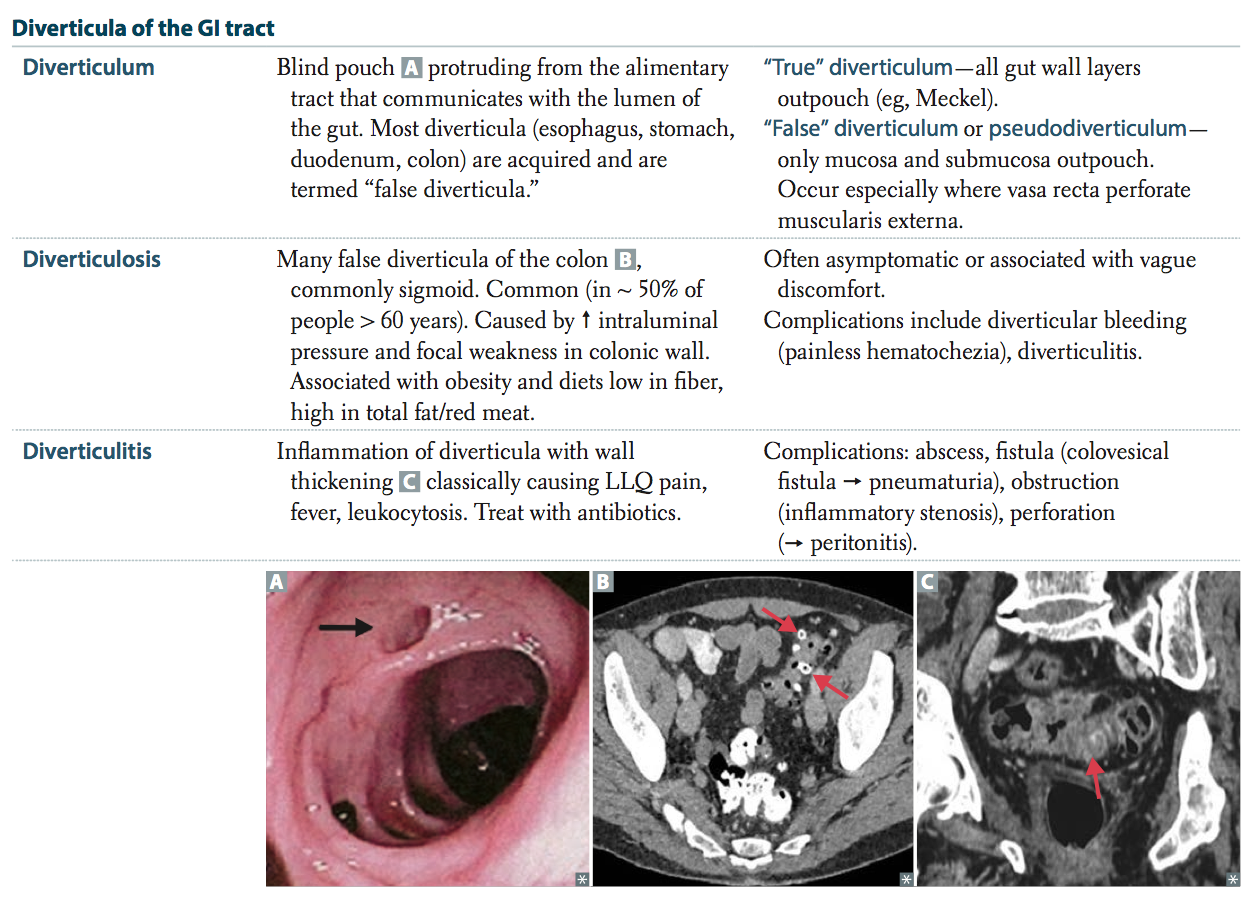 Diverticula of the GI tract
Diverticulum
Blind pouch A protruding from the alimentary
tract that communicates with the lumen of
the gut. Most diverticula (esophagus, stomach,
duodenum, colon) are acquired and are
termed “false diverticula.”
“True” diverticulum—all gut wall layers
outpouch (eg, Meckel).
“False” diverticulum or pseudodiverticulum—
only mucosa and submucosa outpouch.
Occur especially where vasa recta perforate
muscularis externa.
Diverticulosis
Many false diverticula of the colon B,
commonly sigmoid. Common (in ~ 50% of
people > 60 years). Caused by ↑ intraluminal
pressure and focal weakness in colonic wall.
Associated with obesity and diets low in fiber,
high in total fat/red meat.
Often asymptomatic or associated with vague
discomfort.
Complications include diverticular bleeding
(painless hematochezia), diverticulitis.
Diverticulitis
Inflammation of diverticula with wall
thickening C classically causing LLQ pain,
fever, leukocytosis. Treat with antibiotics.
Complications: abscess, fistula (colovesical
fistula → pneumaturia), obstruction
(inflammatory stenosis), perforation
(→ peritonitis).
A
B
C